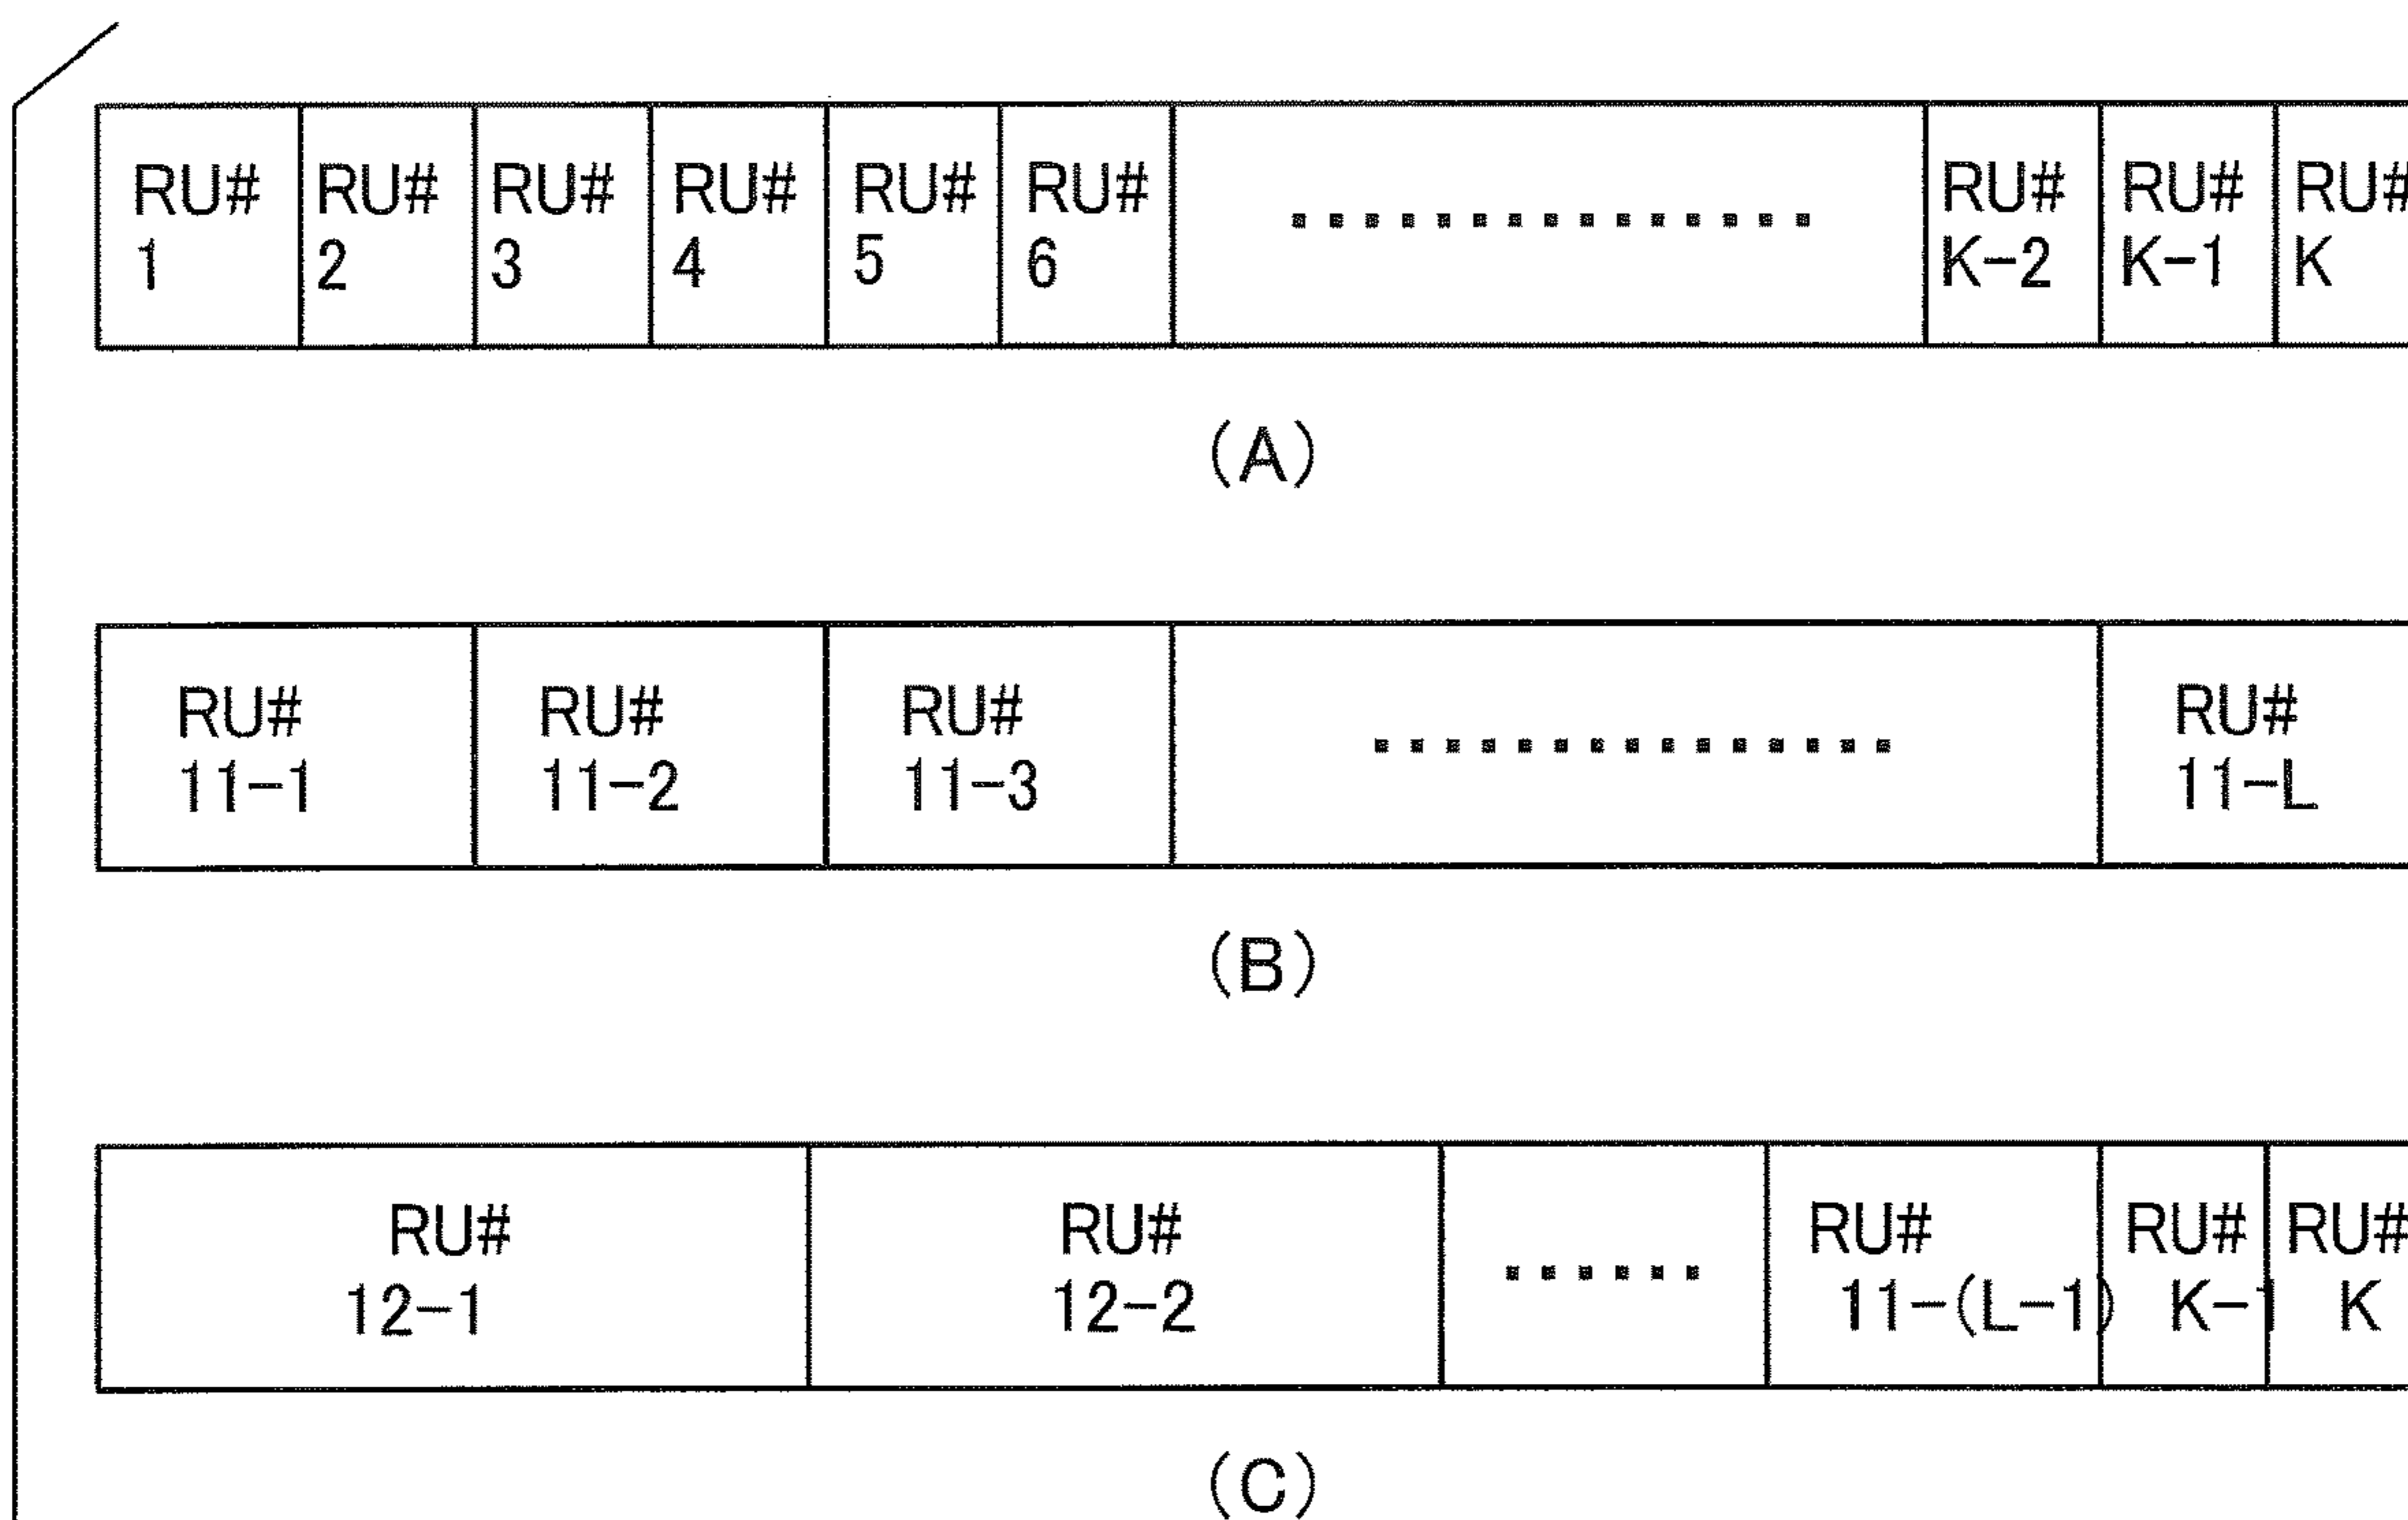 RU# RU# RU# RU# RU# RU# RU# RU# RU#
1 2 3 4 5 6 ............... K-2 K-1 K
(A)
RU# RU# RU# RU#
11-1 11-2 11-3 ............... 11-L
(B)
RU# RU# RU# RU# RU#
12-1 12-2 ...... 11-(L-1) K-1 K
(C)